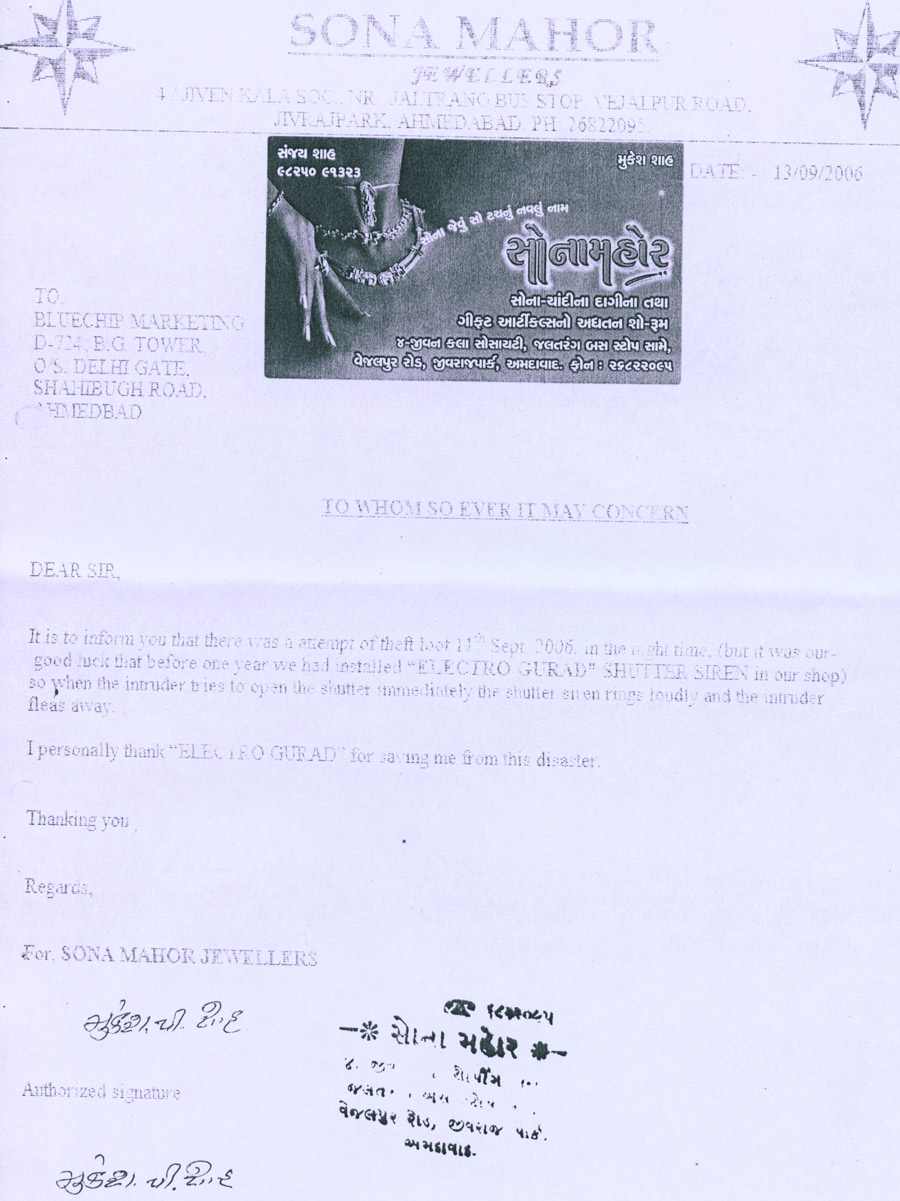 SONA MAHOR
JEWELLERS
4 / JIVEN KALA SOC., NR. JALTRANG BUS STOP, VEJALPUR ROAD,
JIVRAJPARK, AHMEDABAD. PH: 26822095.
સંજય શાહ
૯૮૨૫૦ ૯૧૩૨૩
મુકેશ શાહ
DATE: - 13/09/2006
સોના જેવું સો ટચનું નવલું નામ
સોનામહોર
સોના-ચાંદીના દાગીના તથા
ગીફટ આર્ટીકલ્સનો અધતન શો-રૂમ
૪-જીવન કલા સોસાયટી, જલતરંગ બસ સ્ટોપ સામે,
વેજલપુર રોડ, જીવરાજપાર્ક, અમદાવાદ. ફોન : ૨૬૮૨૨૦૯૫
TO,
BLUECHIP MARKETING
D-724, B.G. TOWER,
O/S. DELHI GATE,
SHAHIBUGH ROAD,
AHMEDBAD
TO WHOM SO EVER IT MAY CONCERN
DEAR SIR,
It is to inform you that there was a attempt of theft loot 11th Sept. 2006. in the night time, (but it was our-
good luck that before one year we had installed “ELECTRO GURAD” SHUTTER SIREN in our shop)
so when the intruder tries to open the shutter immediately the shutter siren rings loudly and the intruder
fleas away.
I personally thank “ELECTRO GURAD” for saving me from this disaster.
Thanking you
Regards,
For, SONA MAHOR JEWELLERS
મુકેશ. પી. શાહ
સોના મહોર
Authorized signature
વેજલપુર રોડ, જીવરાજ પાર્ક.
અમદાવાદ.
મુકેશ. પી. શાહ